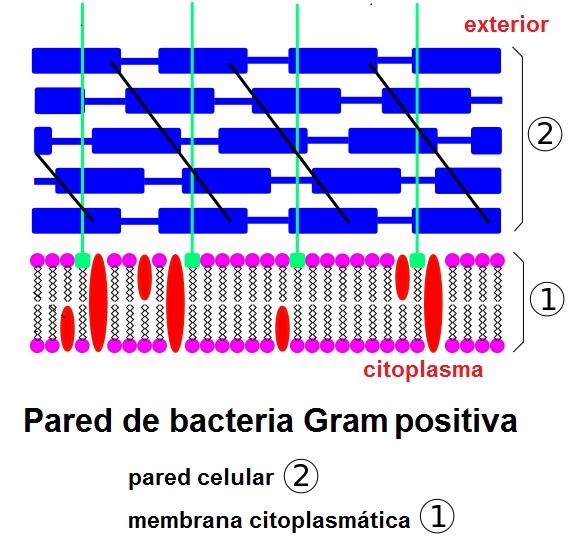 exterior
②
①
citoplasma
Pared de bacteria Gram positiva
pared celular ②
membrana citoplasmática ①